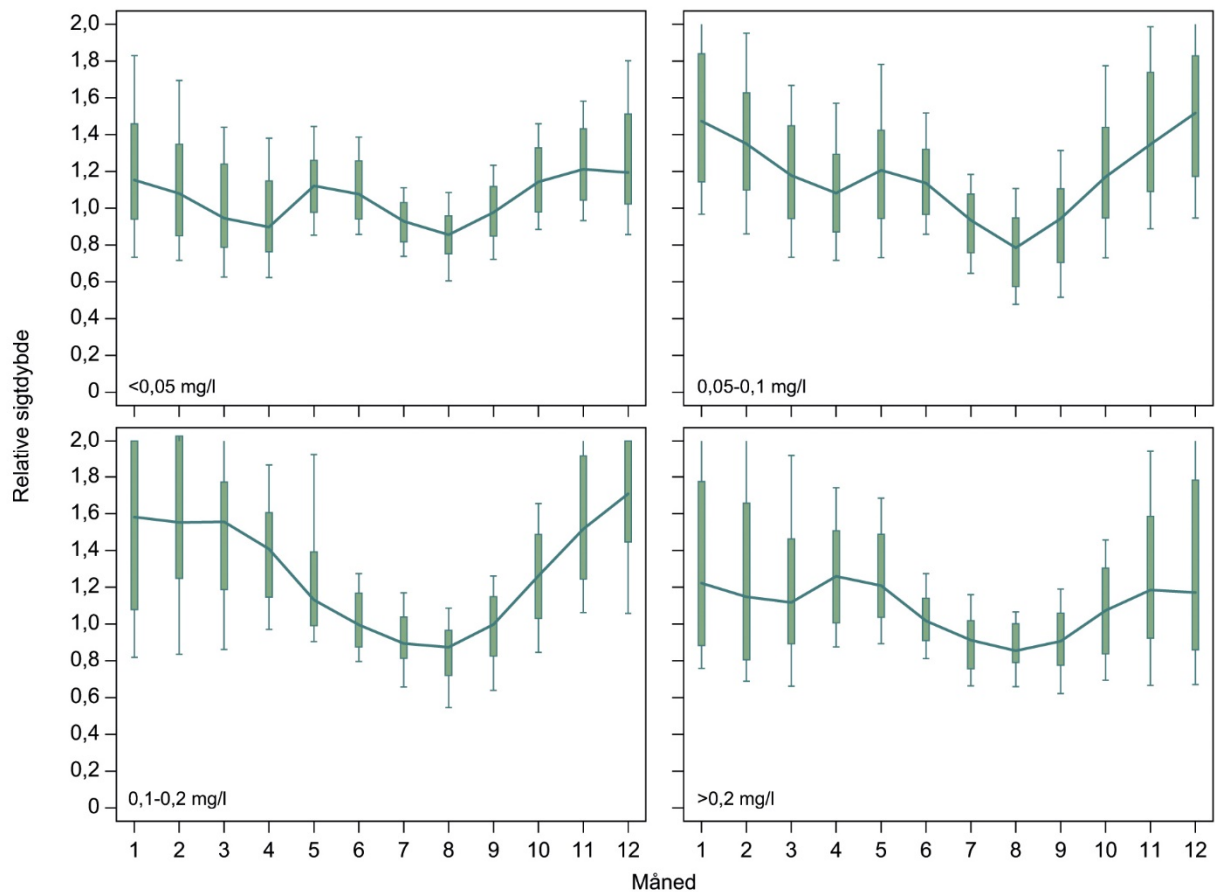 Relative sigtdybde
2,0
1,8
1,6
1,4
1,2
1,0
0,8
0,6
0,4
0,2
0
<0,05 mg/l
0,05-0,1 mg/l
2,0
1,8
1,6
1,4
1,2
1,0
0,8
0,6
0,4
0,2
0
0,1-0,2 mg/l
>0,2 mg/l
1 2 3 4 5 6 7 8 9 10 11 12
1 2 3 4 5 6 7 8 9 10 11 12
Måned